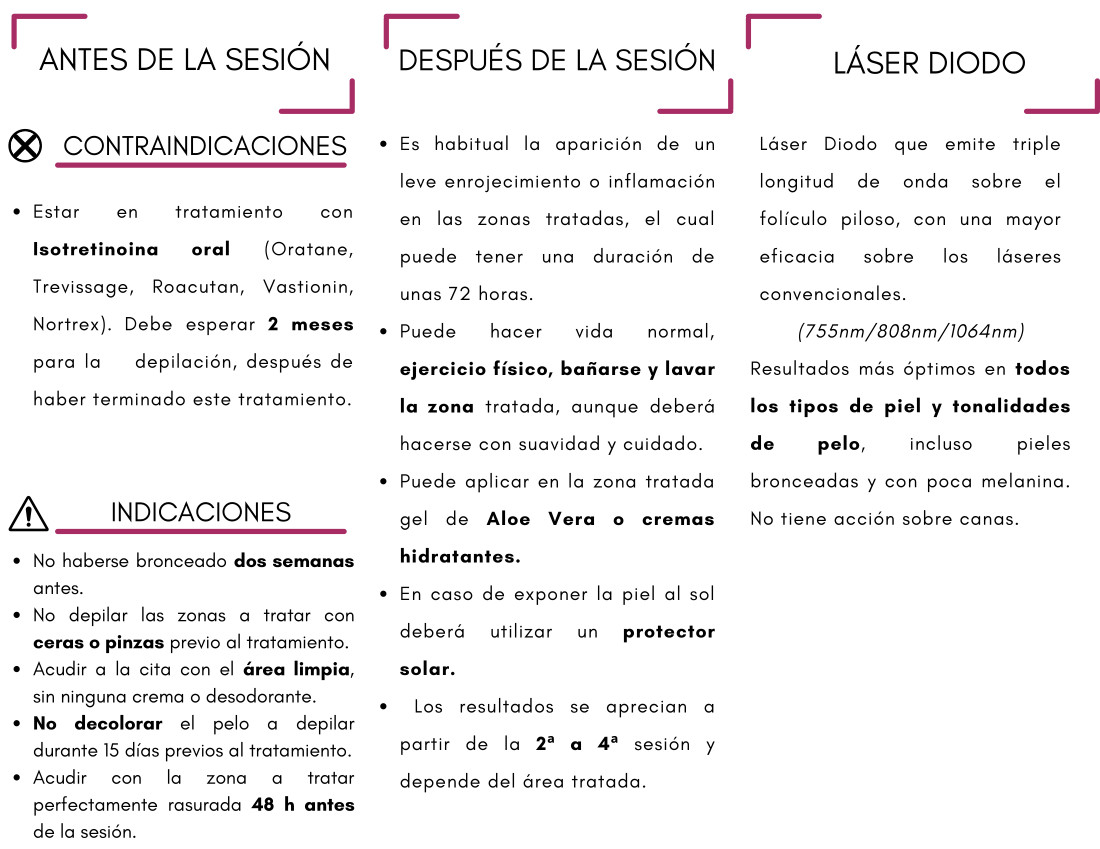 ANTES DE LA SESIÓN
CONTRAINDICACIONES
• Estar en tratamiento con
Isotretinoina oral (Oratane,
Trevissage, Roacutan, Vastionin,
Nortrex). Debe esperar 2 meses
para la depilación, después de
haber terminado este tratamiento.
INDICACIONES
• No haberse bronceado dos semanas
antes.
• No depilar las zonas a tratar con
ceras o pinzas previo al tratamiento.
• Acudir a la cita con el área limpia,
sin ninguna crema o desodorante.
• No decolorar el pelo a depilar
durante 15 días previos al tratamiento.
• Acudir con la zona a tratar
perfectamente rasurada 48 h antes
de la sesión.
DESPUÉS DE LA SESIÓN
• Es habitual la aparición de un
leve enrojecimiento o inflamación
en las zonas tratadas, el cual
puede tener una duración de
unas 72 horas.
• Puede hacer vida normal,
ejercicio físico, bañarse y lavar
la zona tratada, aunque deberá
hacerse con suavidad y cuidado.
• Puede aplicar en la zona tratada
gel de Aloe Vera o cremas
hidratantes.
• En caso de exponer la piel al sol
deberá utilizar un protector
solar.
• Los resultados se aprecian a
partir de la 2ª a 4ª sesión y
depende del área tratada.
LÁSER DIODO
Láser Diodo que emite triple
longitud de onda sobre el
folículo piloso, con una mayor
eficacia sobre los láseres
convencionales.
(755nm/808nm/1064nm)
Resultados más óptimos en todos
los tipos de piel y tonalidades
de pelo, incluso pieles
bronceadas y con poca melanina.
No tiene acción sobre canas.